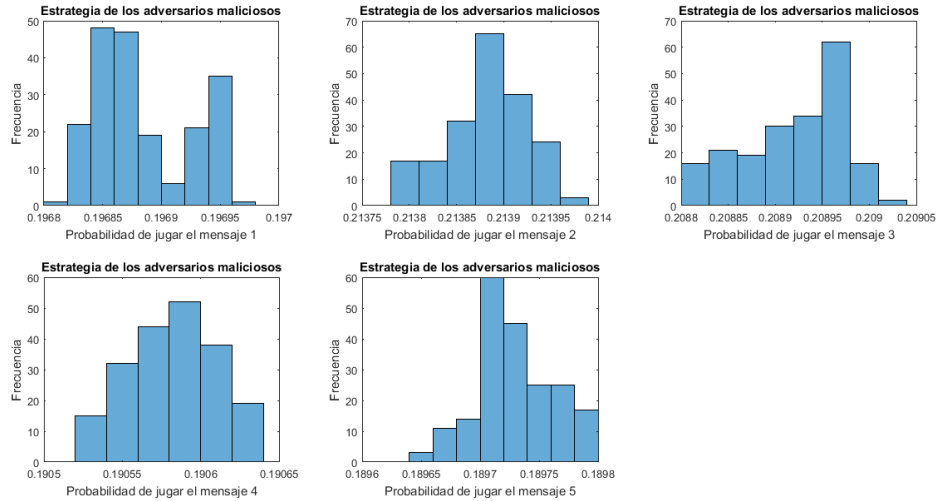 Estrategia de los adversarios maliciosos
50
40
30
20
10
0
Frecuencia
0.1968 0.19685 0.1969 0.19695 0.197
Probabilidad de jugar el mensaje 1
Estrategia de los adversarios maliciosos
70
60
50
40
30
20
10
0
Frecuencia
0.21375 0.2138 0.21385 0.2139 0.21395 0.214
Probabilidad de jugar el mensaje 2
Estrategia de los adversarios maliciosos
70
60
50
40
30
20
10
0
Frecuencia
0.2088 0.20885 0.2089 0.20895 0.209 0.20905
Probabilidad de jugar el mensaje 3
Estrategia de los adversarios maliciosos
60
50
40
30
20
10
0
Frecuencia
0.1905 0.19055 0.1906 0.19065
Probabilidad de jugar el mensaje 4
Estrategia de los adversarios maliciosos
60
50
40
30
20
10
0
Frecuencia
0.1896 0.18965 0.1897 0.18975 0.1898
Probabilidad de jugar el mensaje 5